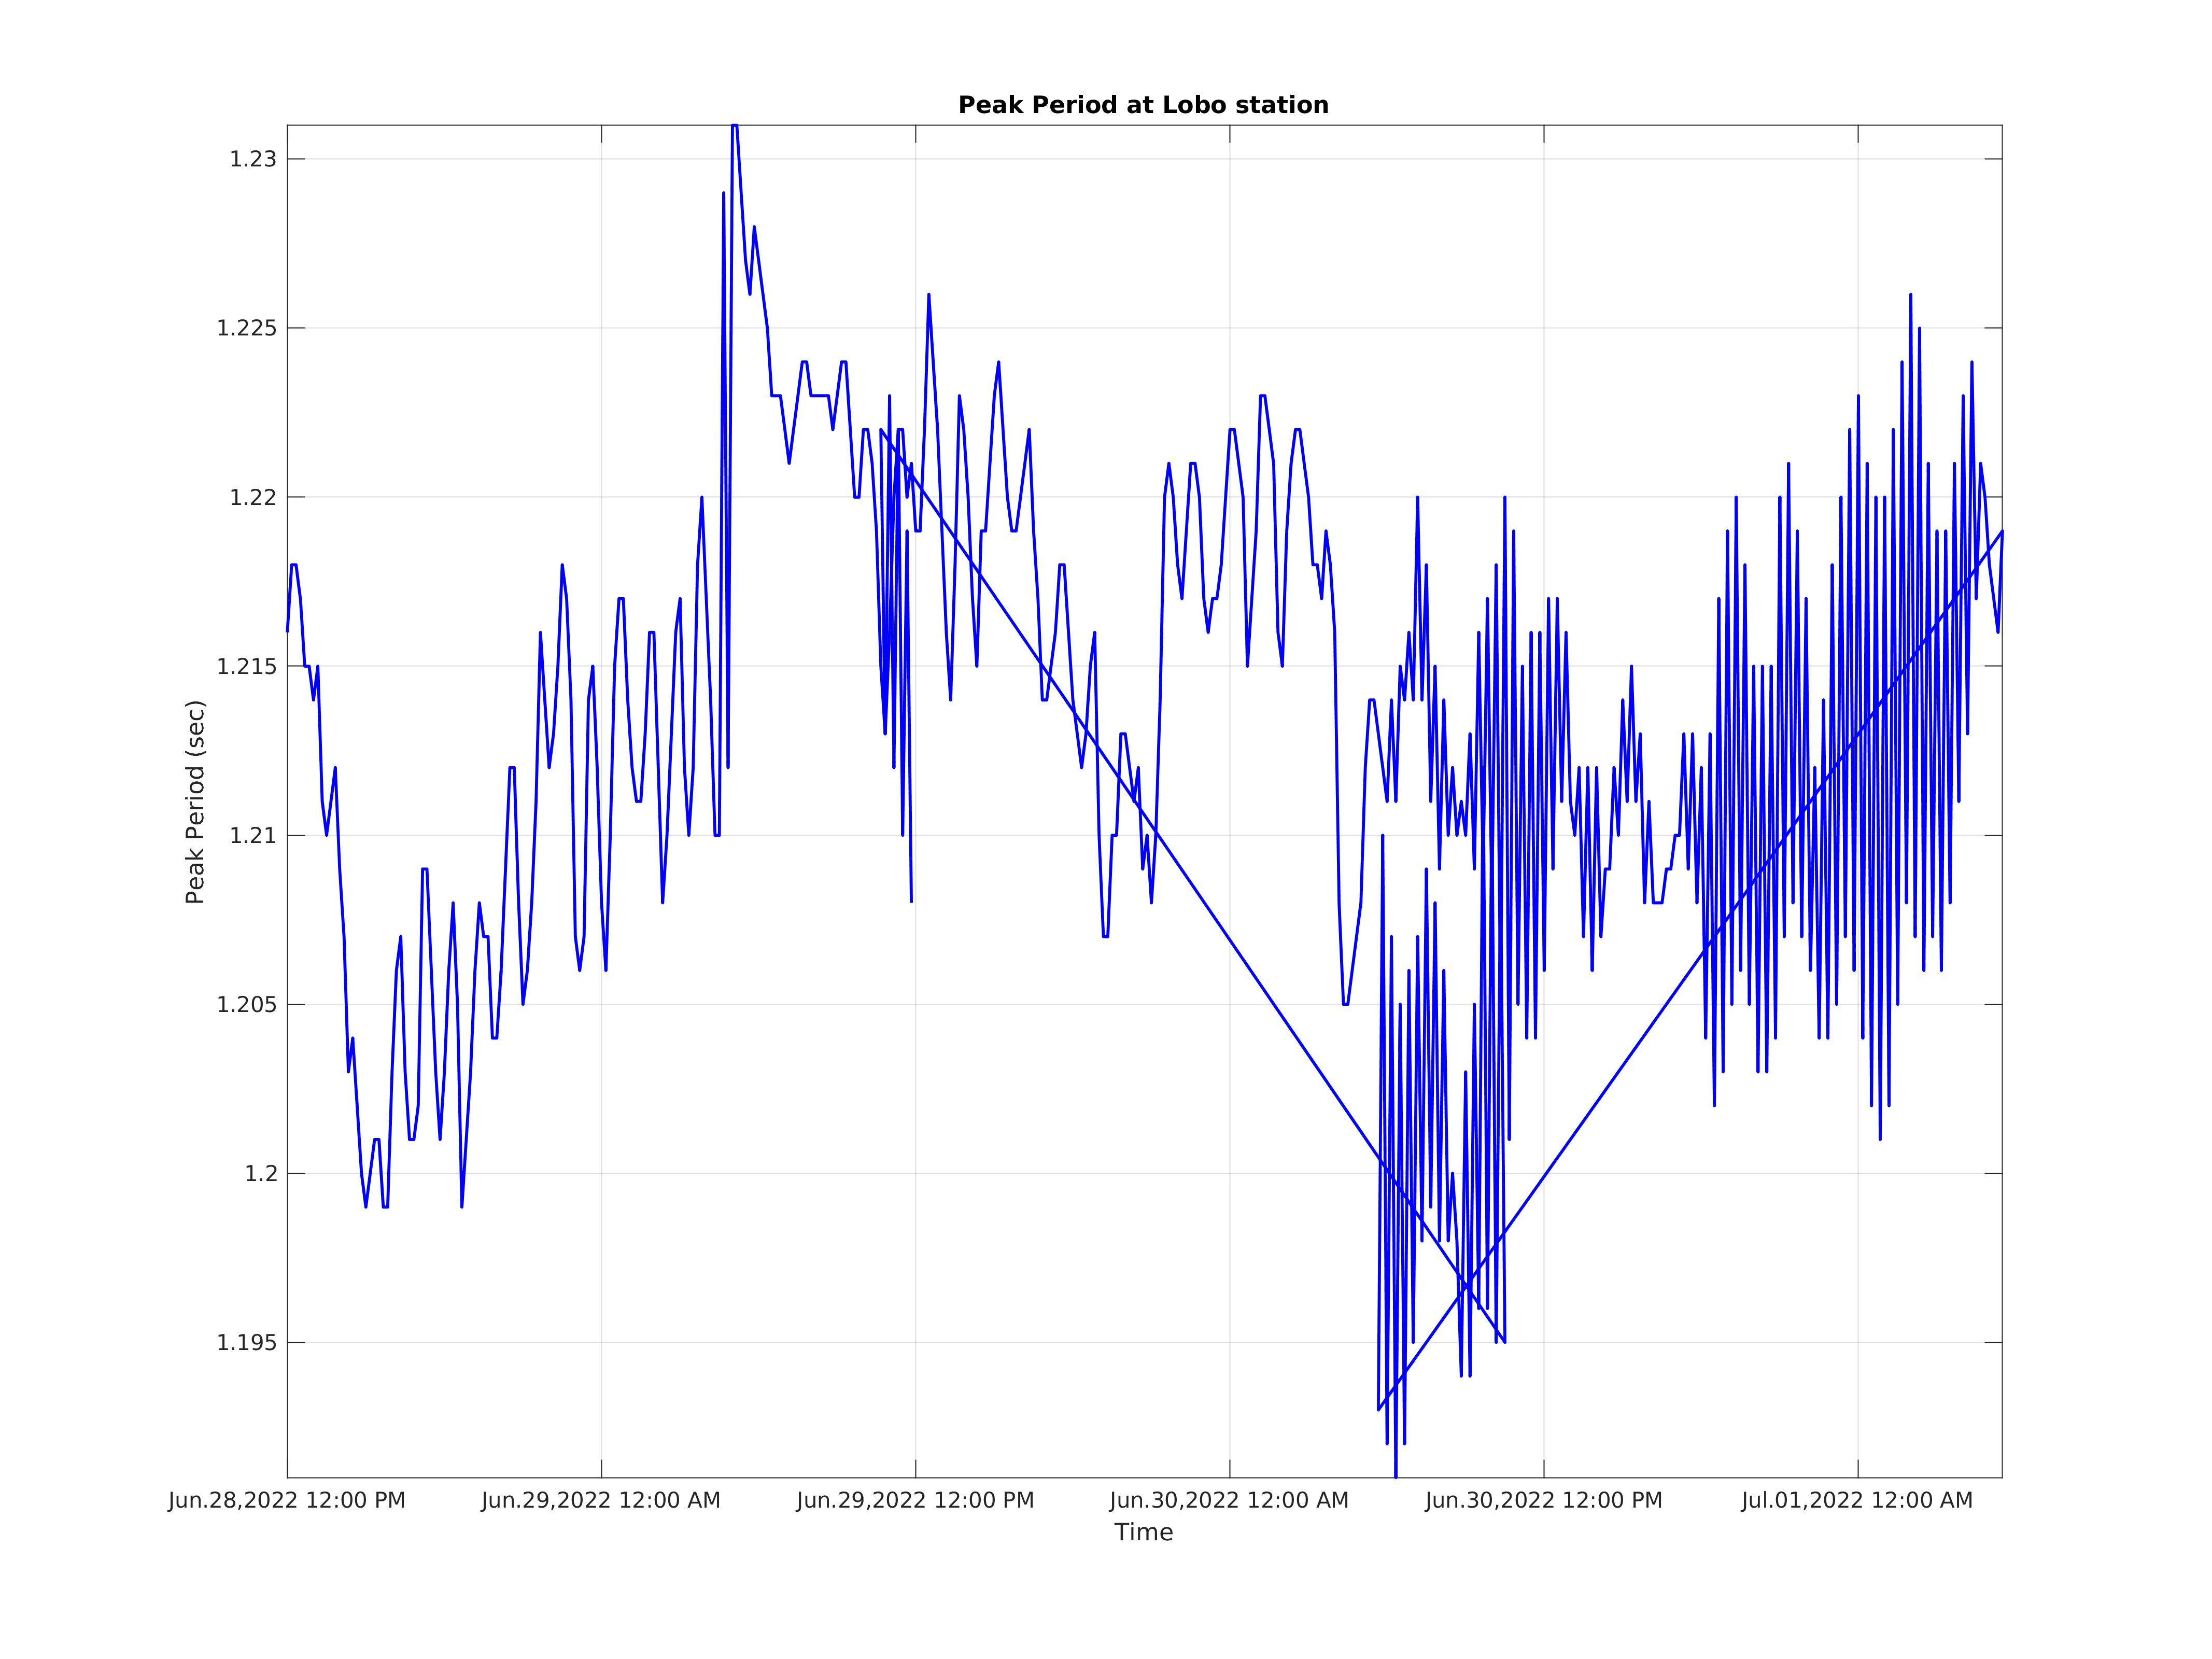 Peak Period at Lobo station
1.23
1.225
1.22
1.215
1.21
1.205
1.2
1.195
Peak Period (sec)
Jun.28,2022 12:00 PM
Jun.29,2022 12:00 AM
Jun.29,2022 12:00 PM
Jun.30,2022 12:00 AM
Jun.30,2022 12:00 PM
Jul.01,2022 12:00 AM
Time